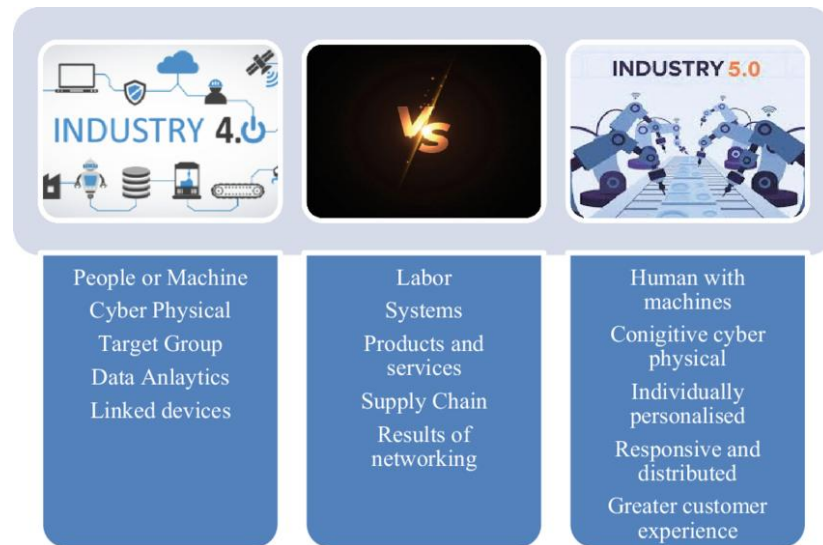 INDUSTRY 4.0
VS
INDUSTRY 5.0
People or Machine
Cyber Physical
Target Group
Data Anlaytics
Linked devices
Labor
Systems
Products and
services
Supply Chain
Results of
networking
Human with
machines
Conigitive cyber
physical
Individually
personalised
Responsive and
distributed
Greater customer
experience